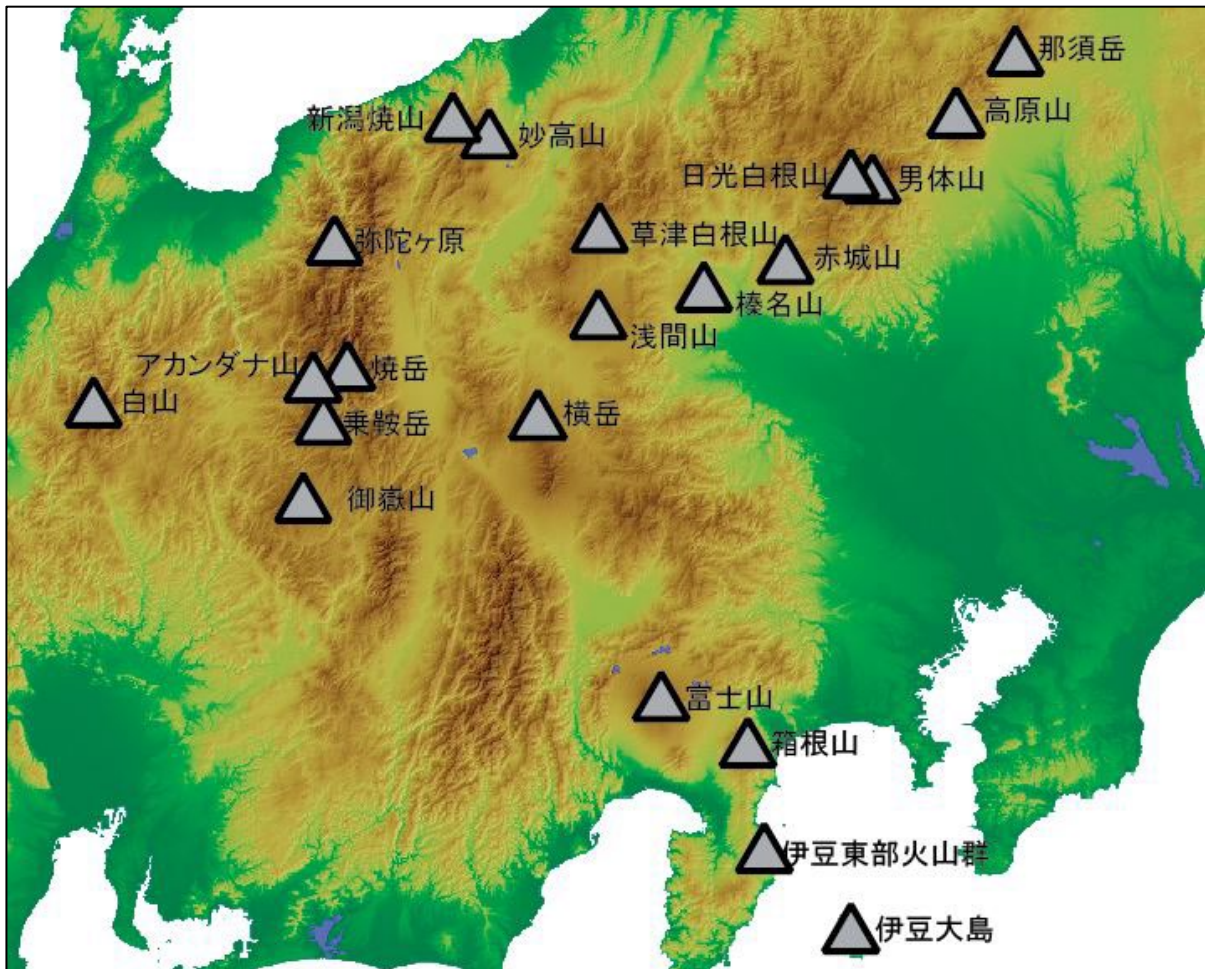 那須岳
高原山
新潟焼山
妙高山
日光白根山
男体山
弥陀ヶ原
草津白根山
赤城山
榛名山
浅間山
アカンダナ山
焼岳
白山
乗鞍岳
横岳
御嶽山
富士山
箱根山
伊豆東部火山群
伊豆大島